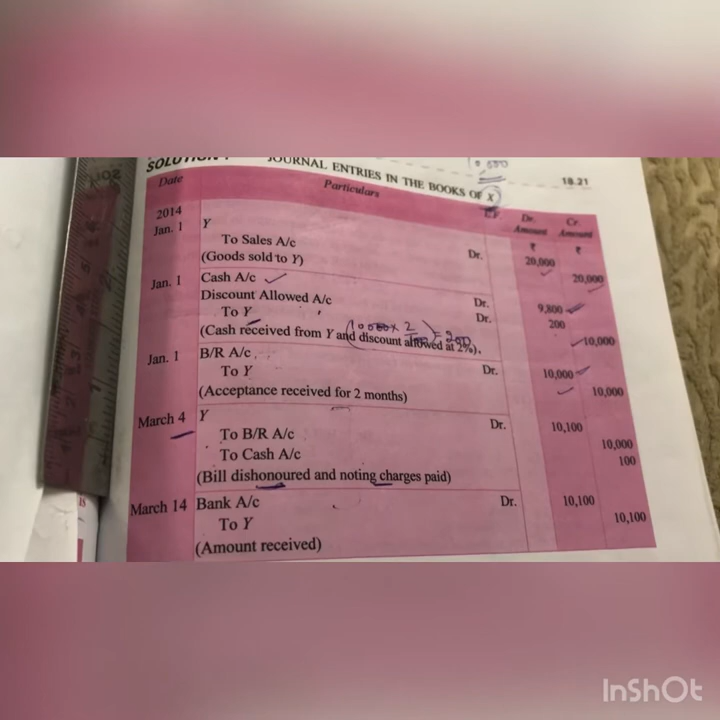 JOURNAL ENTRIES IN THE BOOKS OF X
18.21
Date Particulars Dr. Amount Cr. Amount
₹ ₹
2014
Jan. 1 Y Dr. 20,000
To Sales A/c 20,000
(Goods sold to Y)
Jan. 1 Cash A/c Dr. 9,800
Discount Allowed A/c Dr. 200
To Y 10,000
(10000 x 2/100) = 200
(Cash received from Y and discount allowed at 2%).
Jan. 1 B/R A/c Dr. 10,000
To Y 10,000
(Acceptance received for 2 months)
March 4 Y Dr. 10,100
To B/R A/c 10,000
To Cash A/c 100
(Bill dishonoured and noting charges paid)
March 14 Bank A/c Dr. 10,100
To Y 10,100
(Amount received)
InShOt